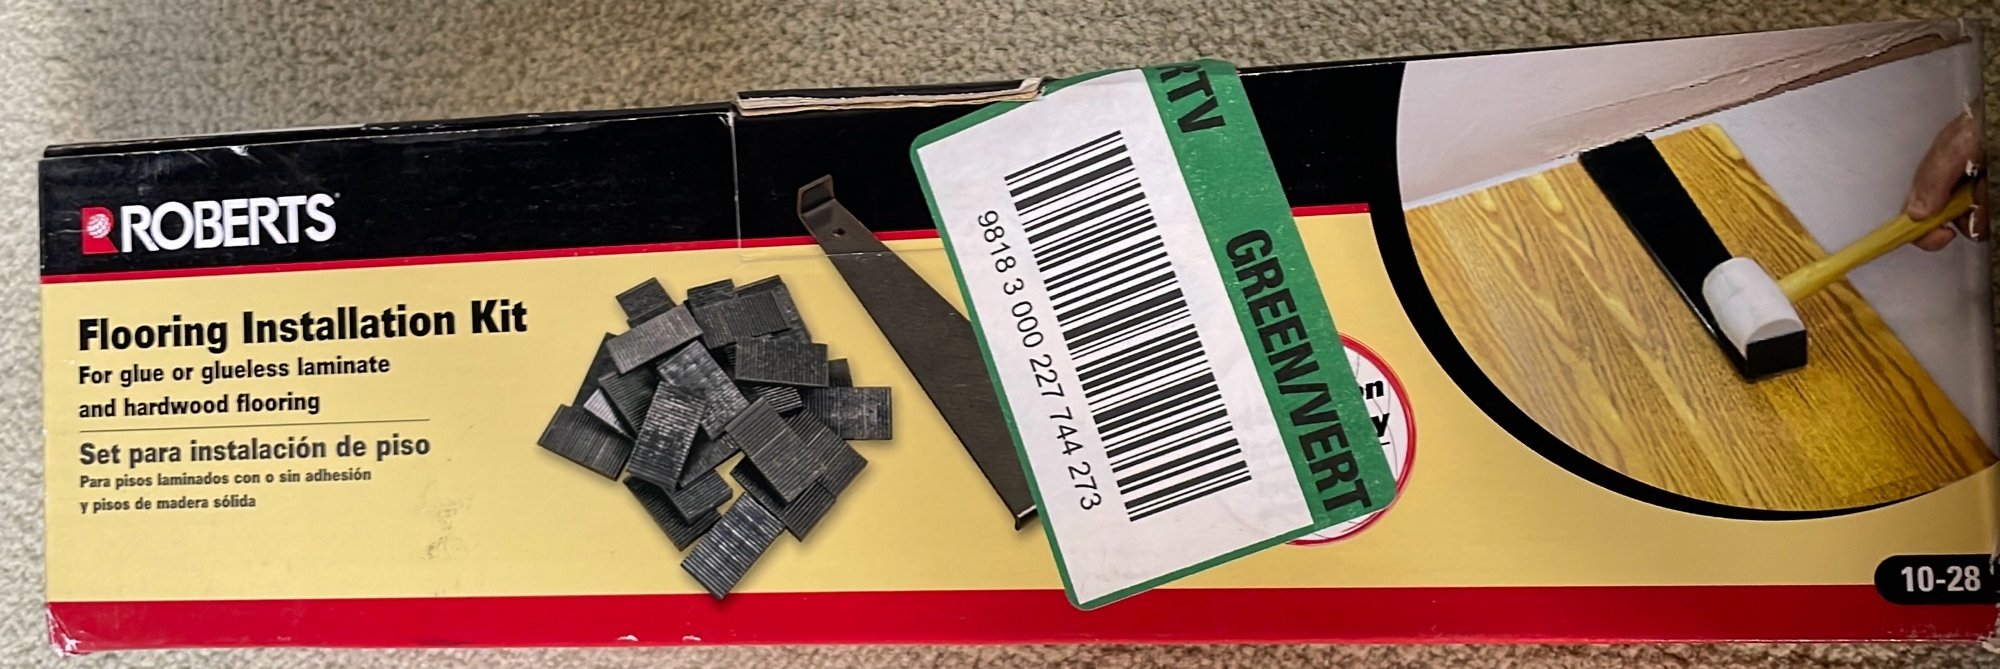 ROBERTS
Flooring Installation Kit
For glue or glueless laminate
and hardwood flooring
Set para instalación de piso
Para pisos laminados con o sin adhesión
y pisos de madera sólida
RTV
GREEN/VERT
9818 3 000 227 744 273
10-28